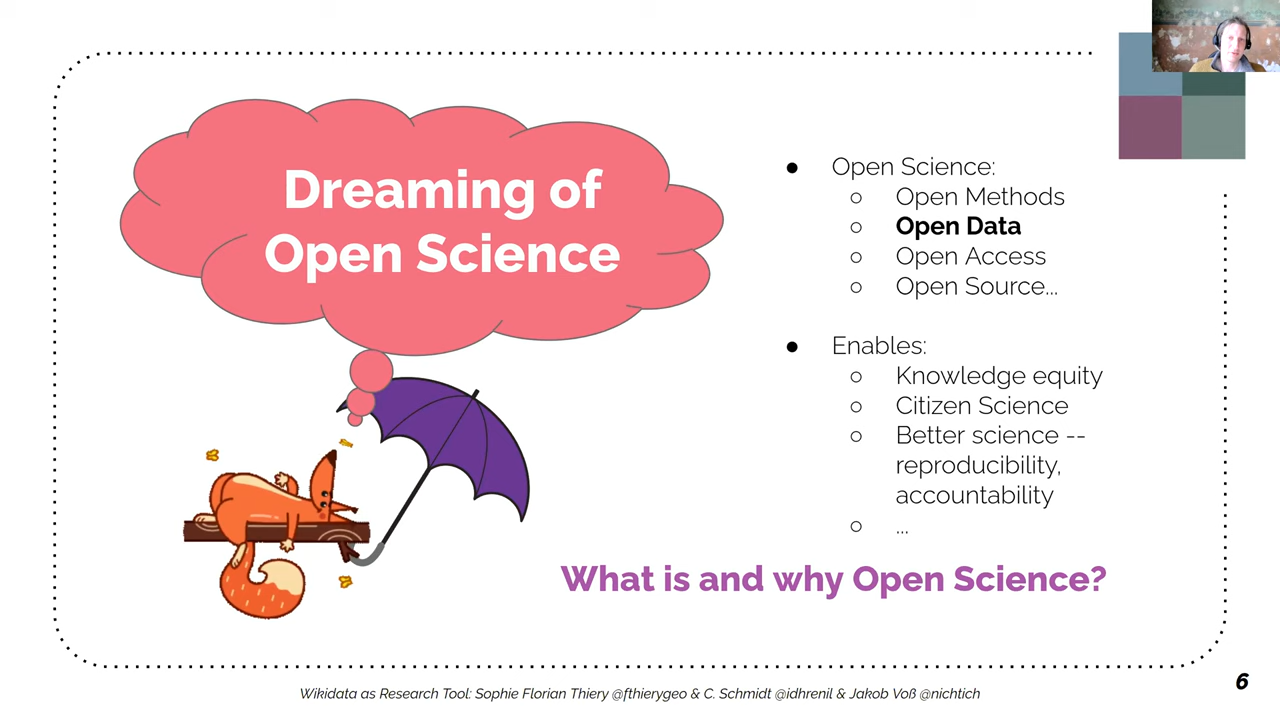 Dreaming of
Open Science
● Open Science:
○ Open Methods
○ Open Data
○ Open Access
○ Open Source...
● Enables:
○ Knowledge equity
○ Citizen Science
○ Better science --
reproducibility,
accountability
○ ...
What is and why Open Science?
Wikidata as Research Tool: Sophie Florian Thiery @fthierygeo & C. Schmidt @idhrenil & Jakob Voß @nichtich
6